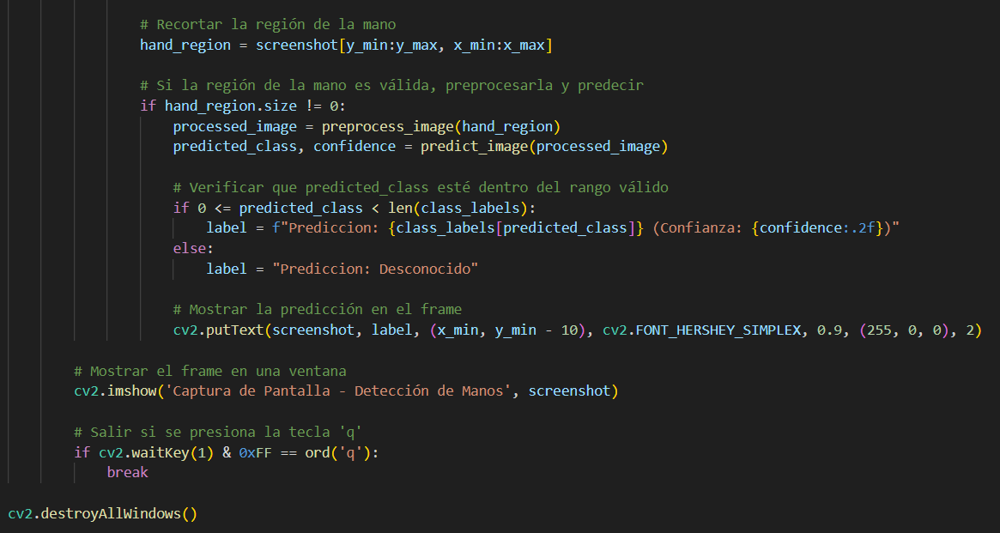 # Recortar la región de la mano
hand_region = screenshot[y_min:y_max, x_min:x_max]
# Si la región de la mano es válida, preprocesarla y predecir
if hand_region.size != 0:
processed_image = preprocess_image(hand_region)
predicted_class, confidence = predict_image(processed_image)
# Verificar que predicted_class esté dentro del rango válido
if 0 <= predicted_class < len(class_labels):
label = f"Prediccion: {class_labels[predicted_class]} (Confianza: {confidence:.2f})"
else:
label = "Prediccion: Desconocido"
# Mostrar la predicción en el frame
cv2.putText(screenshot, label, (x_min, y_min - 10), cv2.FONT_HERSHEY_SIMPLEX, 0.9, (255, 0, 0), 2)
# Mostrar el frame en una ventana
cv2.imshow('Captura de Pantalla - Detección de Manos', screenshot)
# Salir si se presiona la tecla 'q'
if cv2.waitKey(1) & 0xFF == ord('q'):
break
cv2.destroyAllWindows()